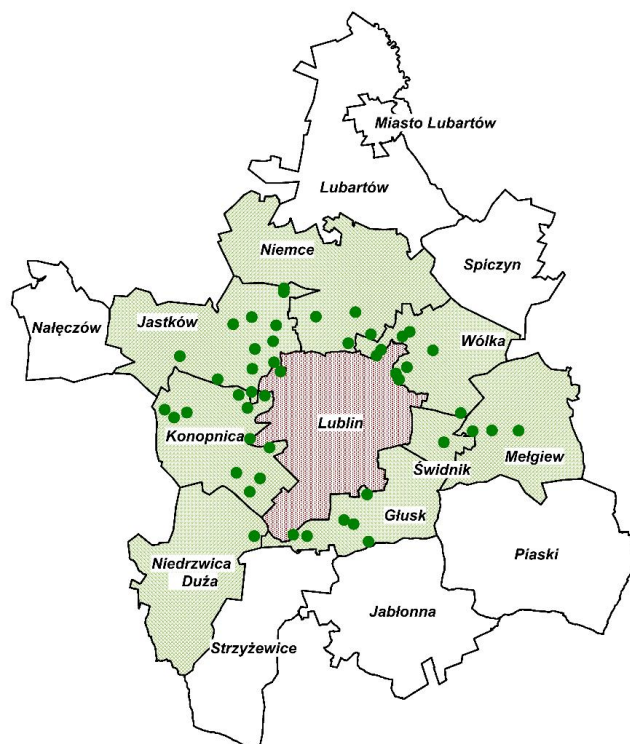 Miasto Lubartów
Lubartów
Niemce
Spiczyn
Nałęczów
Jastków
Wólka
Lublin
Konopnica
Świdnik
Mełgiew
Głusk
Niedrzwica
Duża
Piaski
Jabłonna
Strzyżewice